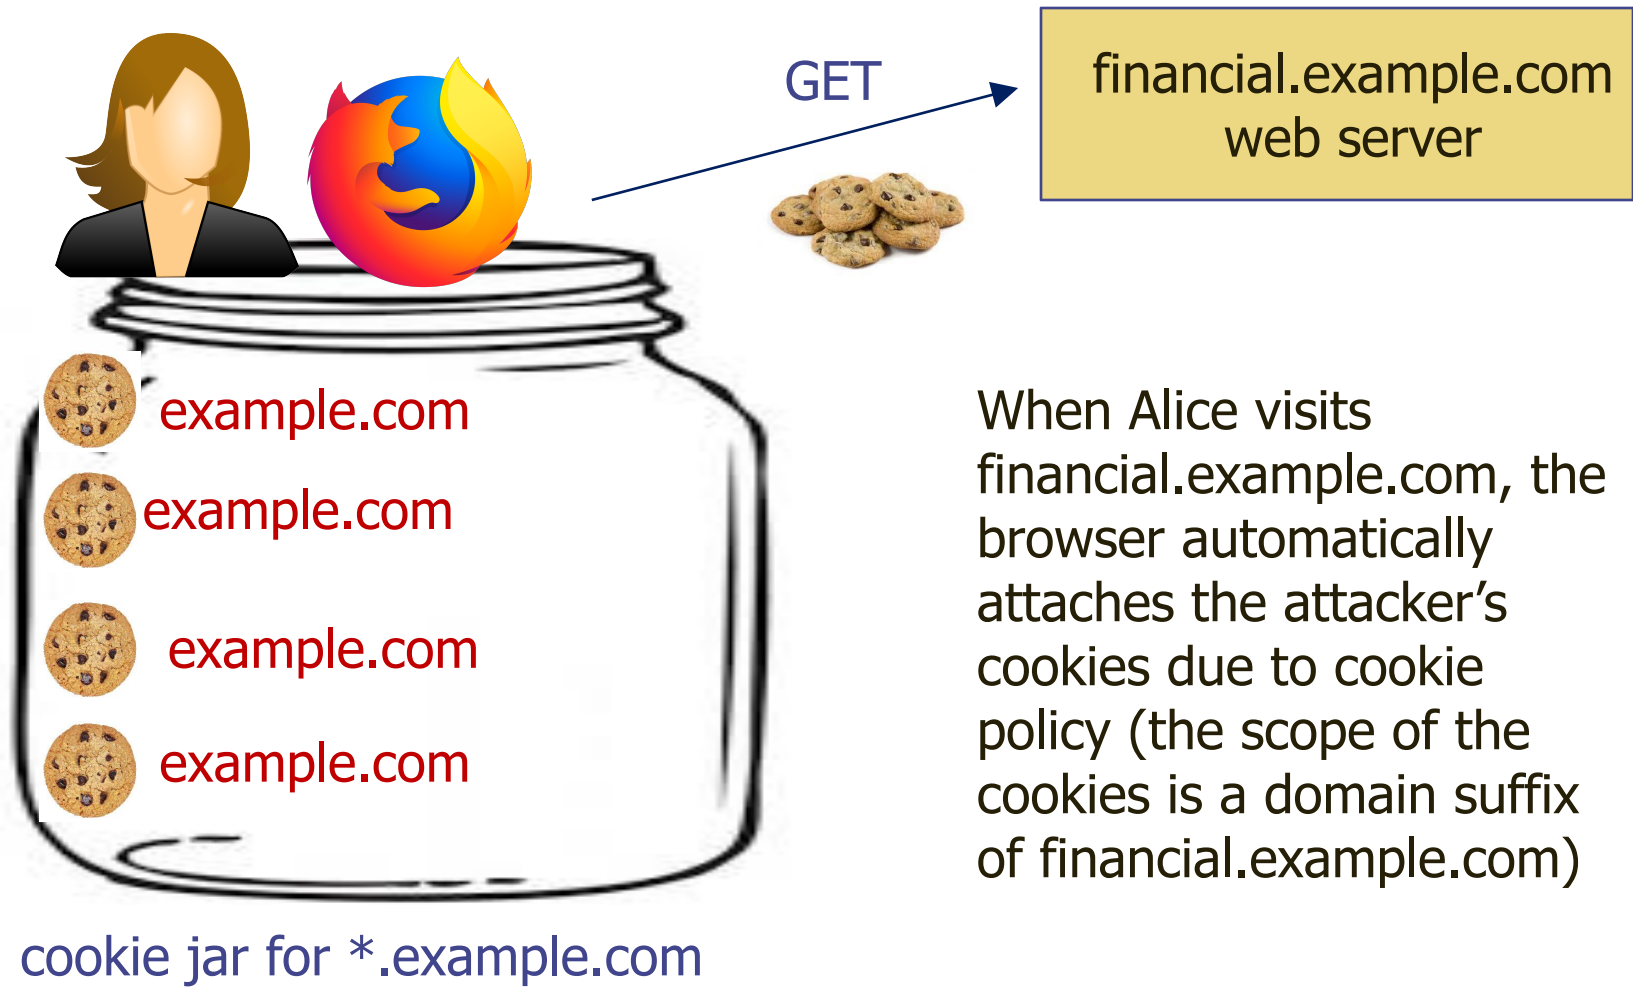 GET
financial.example.com
web server
example.com
example.com
example.com
example.com
When Alice visits
financial.example.com, the
browser automatically
attaches the attacker’s
cookies due to cookie
policy (the scope of the
cookies is a domain suffix
of financial.example.com)
cookie jar for *.example.com